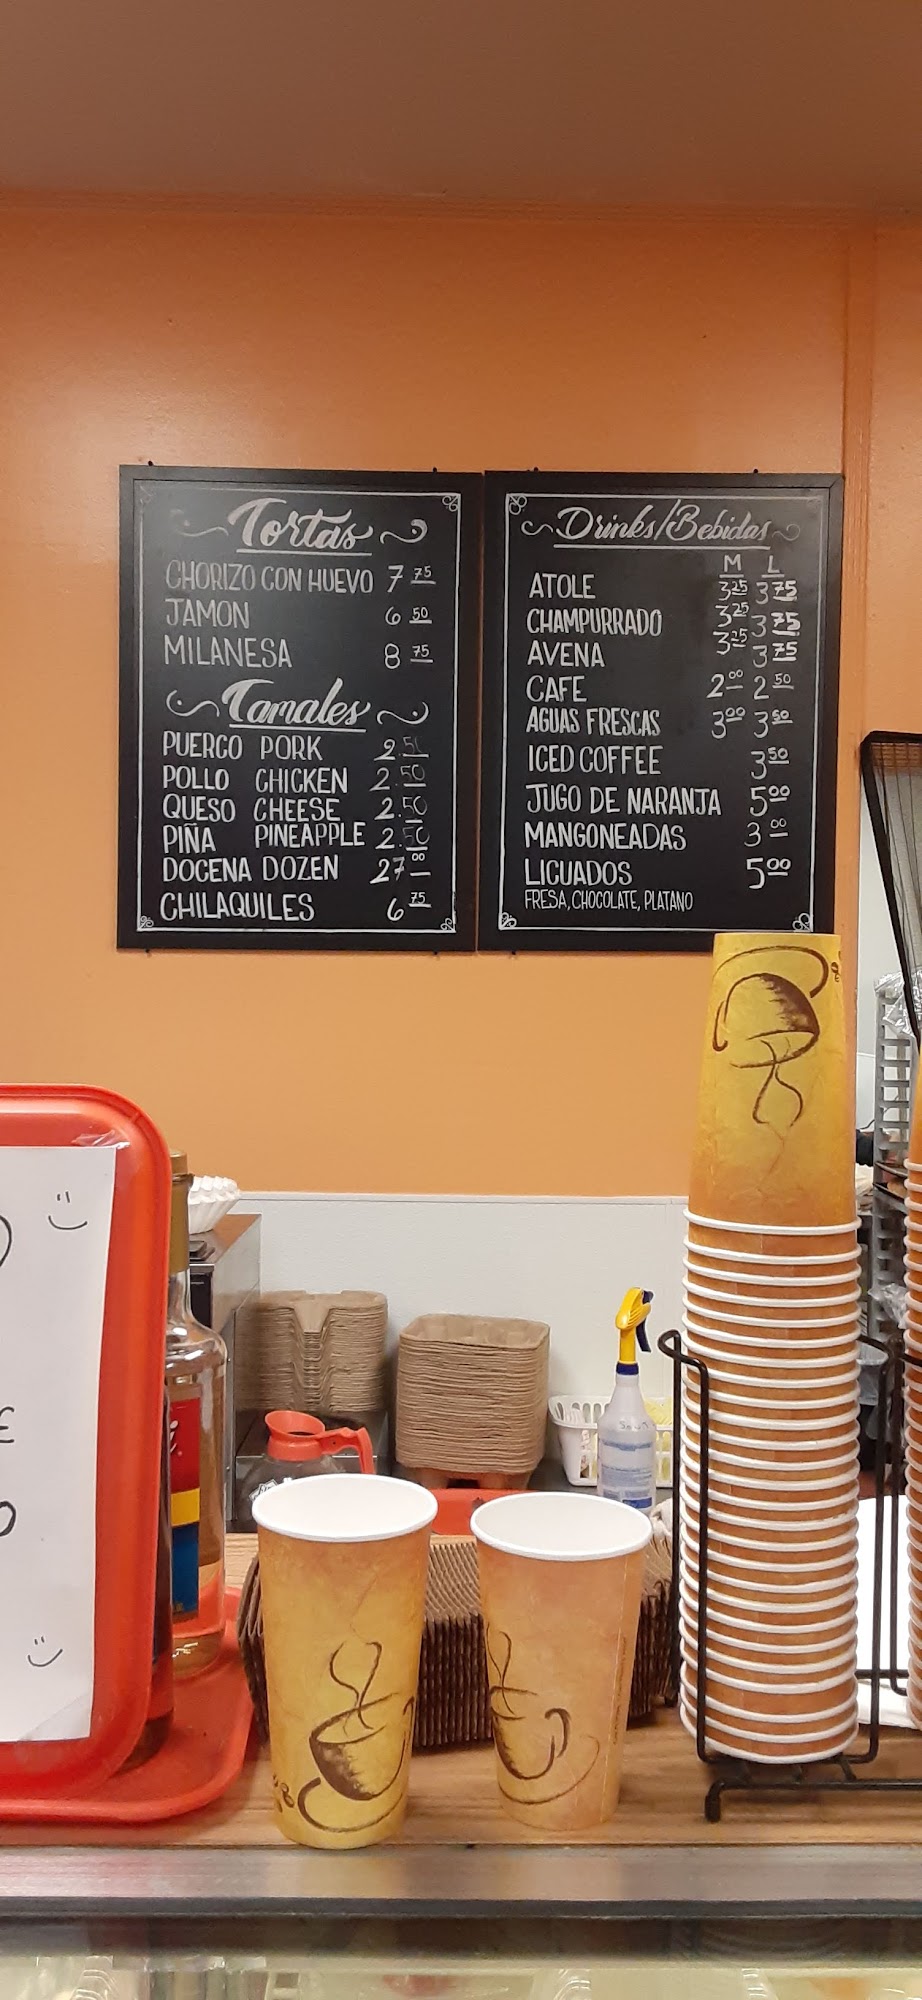 Tortas
CHORIZO CON HUEVO 7 75
JAMON 6 50
MILANESA 8 75
Tamales
PUERCO PORK 2.50
POLLO CHICKEN 2.50
QUESO CHEESE 2.50
PIÑA PINEAPPLE 2.50
DOCENA DOZEN 27 00
CHILAQUILES 6 75
Drinks/Bebidas
M L
ATOLE 3 25 3 75
CHAMPURRADO 3 25 3 75
AVENA 3 25 3 75
CAFE 2 00 2 50
AGUAS FRESCAS 3 00 3 50
ICED COFFEE 3 50
JUGO DE NARANJA 5 00
MANGONEADAS 3 00
LICUADOS 5 00
FRESA, CHOCOLATE, PLATANO